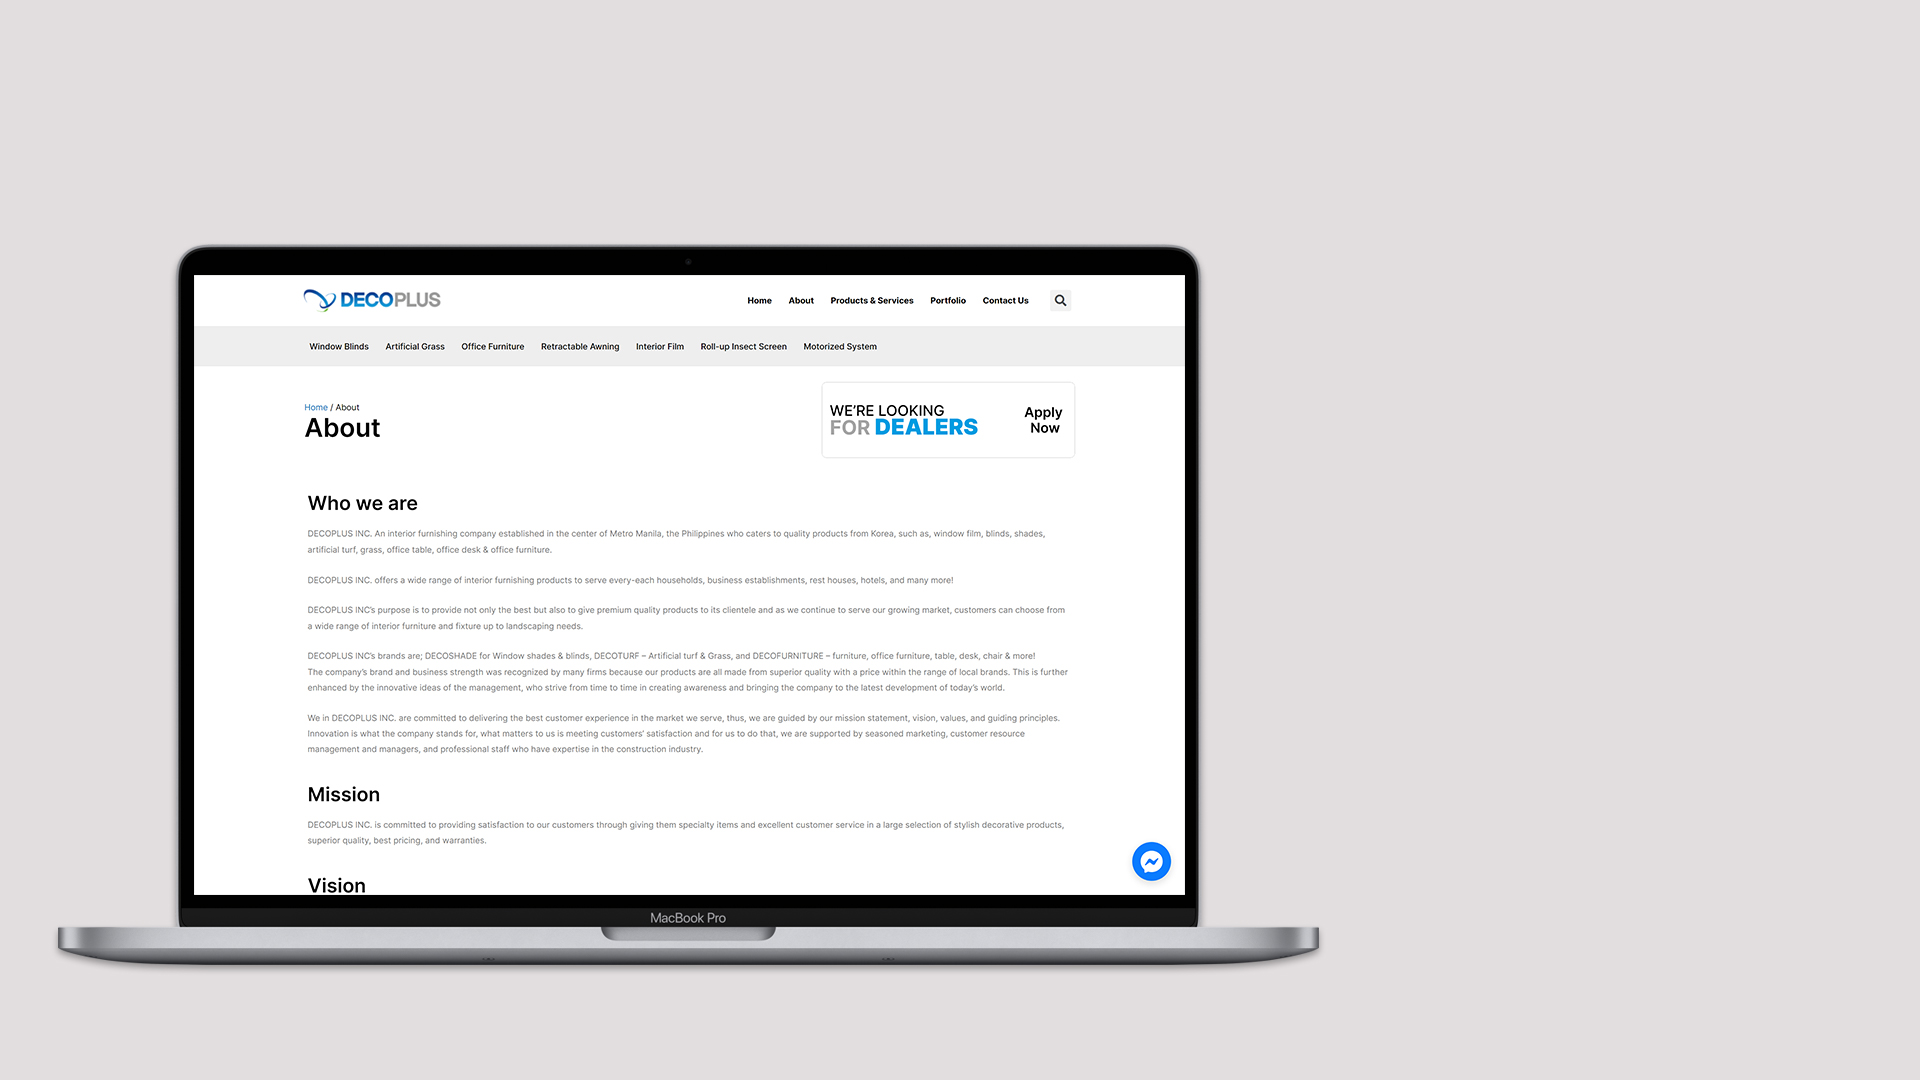 DECOPLUS
Home About Products & Services Portfolio Contact Us
Window Blinds Artificial Grass Office Furniture Retractable Awning Interior Film Roll-up Insect Screen Motorized System
Home / About
About
WE'RE LOOKING
FOR DEALERS
Apply
Now
Who we are
DECOPLUS INC. An interior furnishing company established in the center of Metro Manila, the Philippines who caters to quality products from Korea, such as, window film, blinds, shades,
artificial turf, grass, office table, office desk & office furniture.
DECOPLUS INC. offers a wide range of interior furnishing products to serve every-each households, business establishments, rest houses, hotels, and many more!
DECOPLUS INC's purpose is to provide not only the best but also to give premium quality products to its clientele and as we continue to serve our growing market, customers can choose from
a wide range of interior furniture and fixture up to landscaping needs.
DECOPLUS INC's brands are; DECOSHADE for Window shades & blinds, DECOTURF – Artificial turf & Grass, and DECOFURNITURE – furniture, office furniture, table, desk, chair & more!
The company's brand and business strength was recognized by many firms because our products are all made from superior quality with a price within the range of local brands. This is further
enhanced by the innovative ideas of the management, who strive from time to time in creating awareness and bringing the company to the latest development of today's world.
We in DECOPLUS INC. are committed to delivering the best customer experience in the market we serve, thus, we are guided by our mission statement, vision, values, and guiding principles.
Innovation is what the company stands for, what matters to us is meeting customers' satisfaction and for us to do that, we are supported by seasoned marketing, customer resource
management and managers, and professional staff who have expertise in the construction industry.
Mission
DECOPLUS INC. is committed to providing satisfaction to our customers through giving them specialty items and excellent customer service in a large selection of stylish decorative products,
superior quality, best pricing, and warranties.
Vision
MacBook Pro